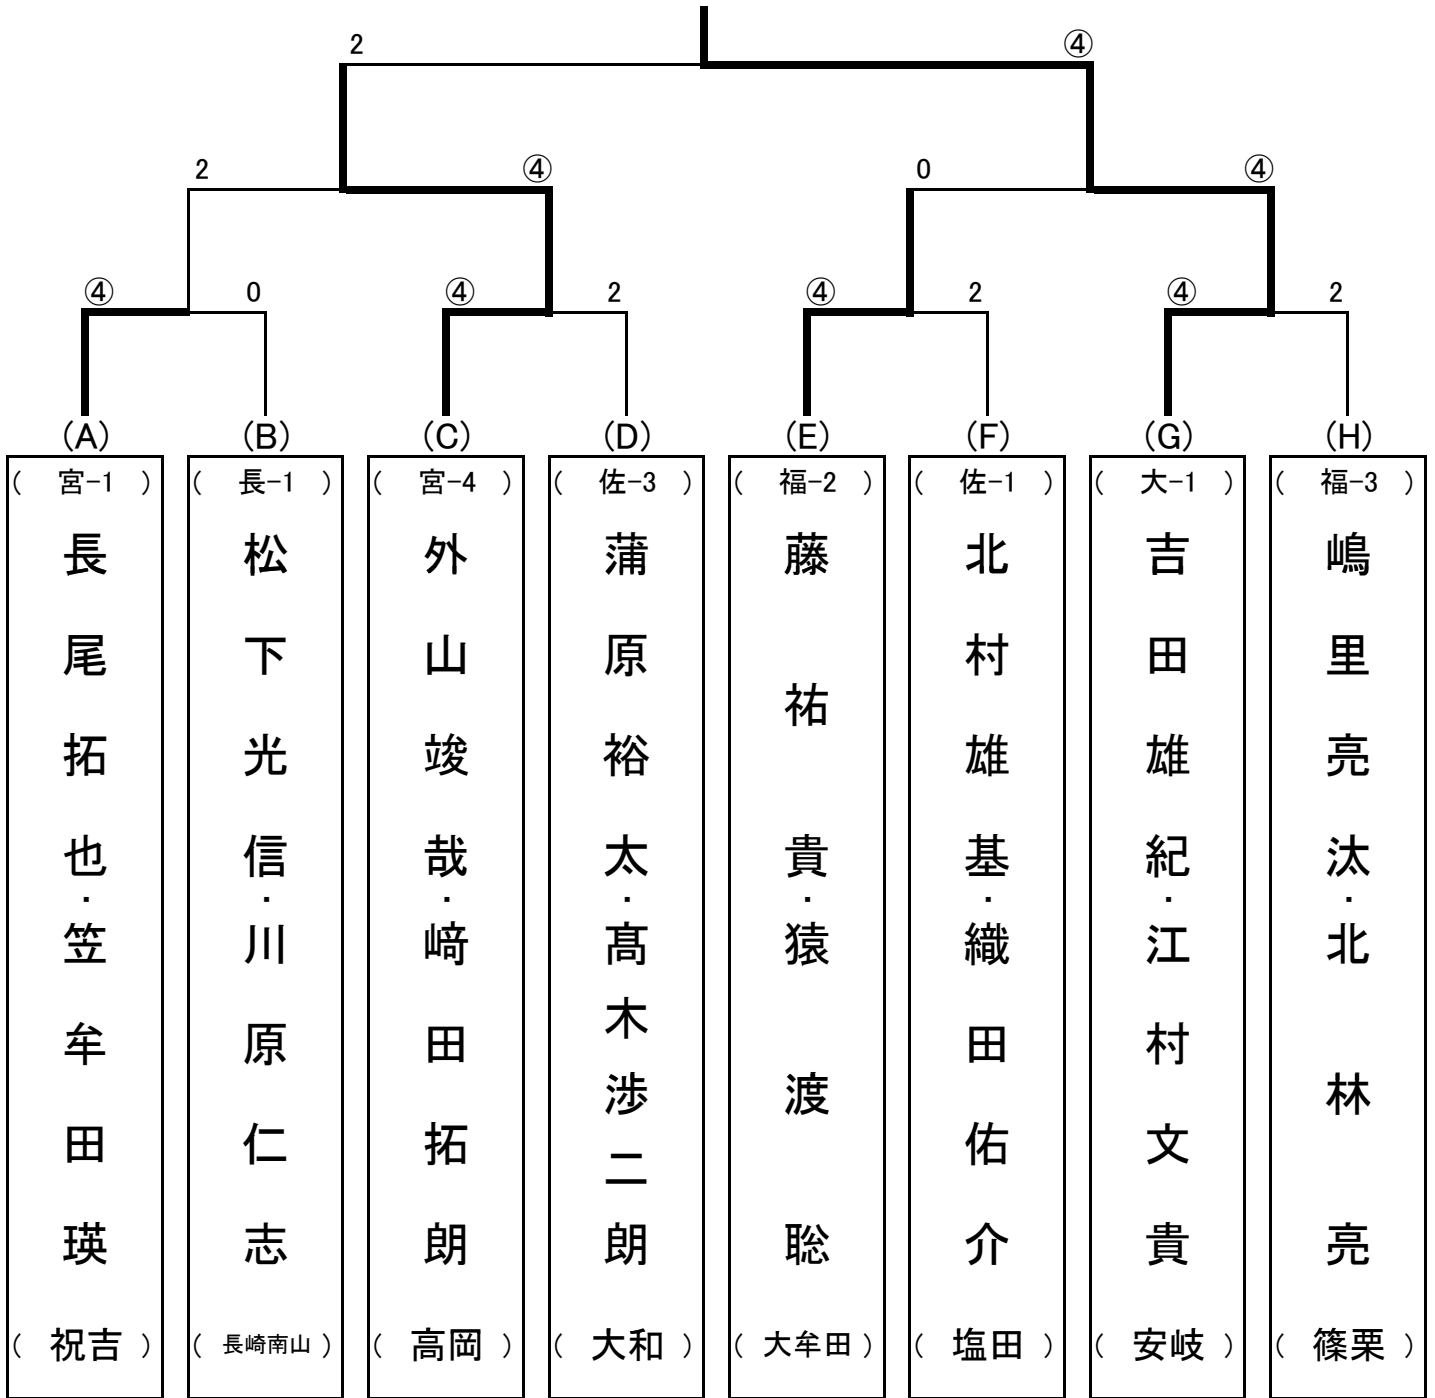 2 ④
2 ④ 0 ④
④ 0 ④ 2 ④ 2 ④ 2
(A) (B) (C) (D) (E) (F) (G) (H)
( 宮-1 ) ( 長-1 ) ( 宮-4 ) ( 佐-3 ) ( 福-2 ) ( 佐-1 ) ( 大-1 ) ( 福-3 )
長尾拓也・笠牟田瑛
松下光信・川原仁志
外山竣哉・﨑田拓朗
蒲原裕太・髙木渉二朗
藤祐貴・猿渡聡
北村雄基・織田佑介
吉田雄紀・江村文貴
嶋里亮汰・北林亮
( 祝吉 ) ( 長崎南山 ) ( 高岡 ) ( 大和 ) ( 大牟田 ) ( 塩田 ) ( 安岐 ) ( 篠栗 )